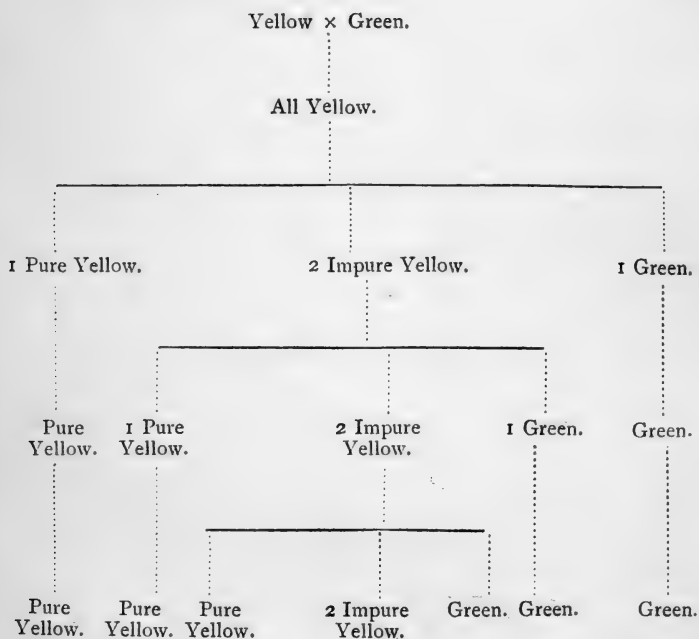 Yellow × Green.
All Yellow.
1 Pure Yellow. 2 Impure Yellow. 1 Green.
Pure 1 Pure 2 Impure 1 Green. Green.
Yellow. Yellow. Yellow.
Pure Pure Pure 2 Impure Green. Green. Green.
Yellow. Yellow. Yellow. Yellow.